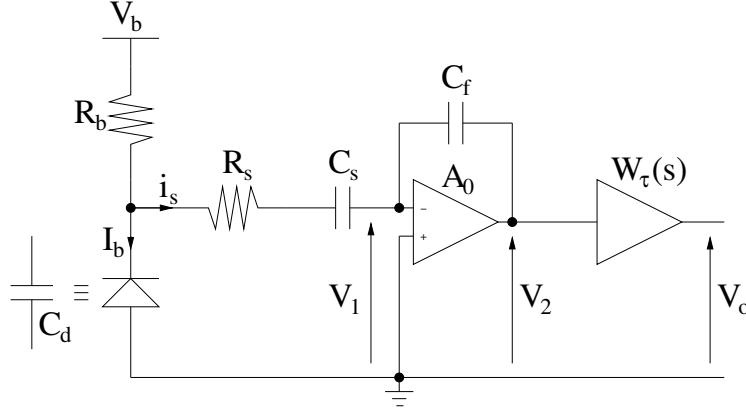 V_b
R_b
C_f
R_s
C_s
A_0
W_τ(s)
i_s
−
+
I_b
C_d
V_1
V_2
V_o